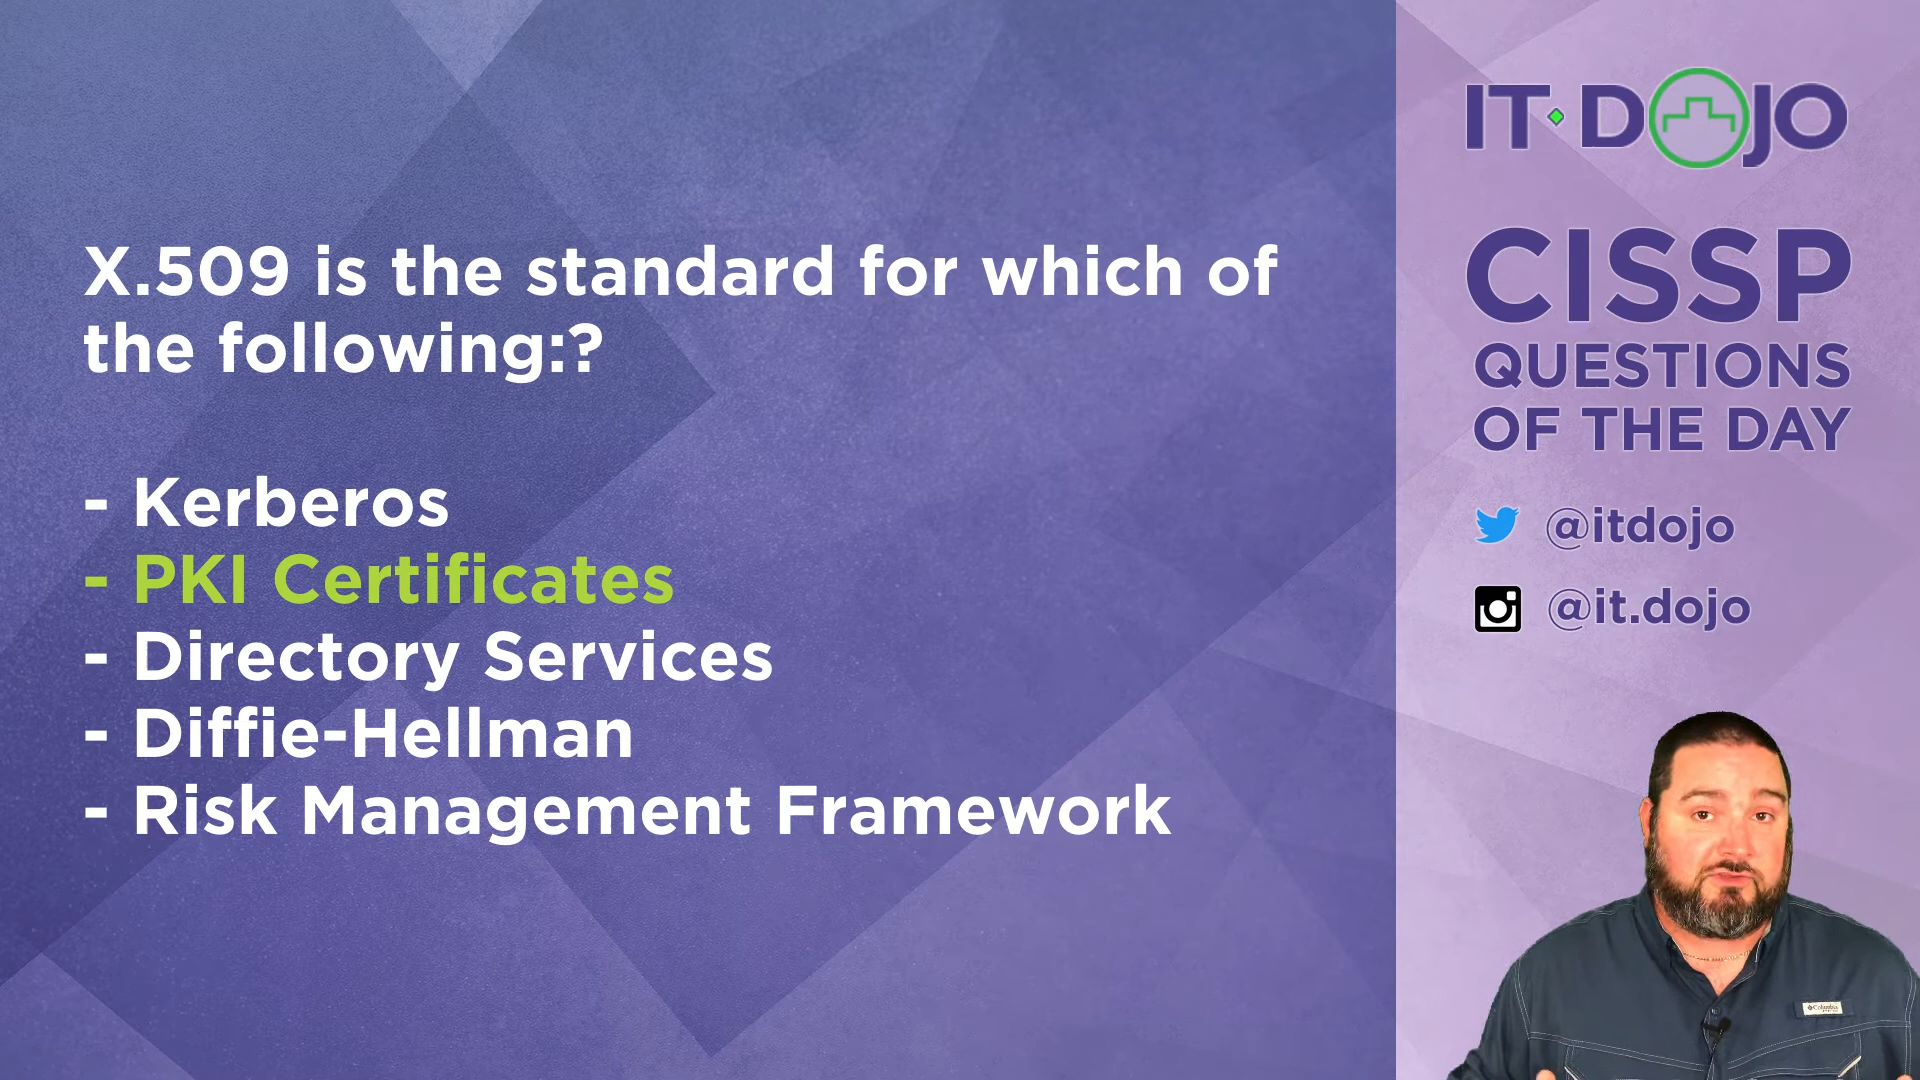 X.509 is the standard for which of
the following:?
- Kerberos
- PKI Certificates
- Directory Services
- Diffie-Hellman
- Risk Management Framework
IT DOJO
CISSP
QUESTIONS
OF THE DAY
@itdojo
@it.dojo
Columbia